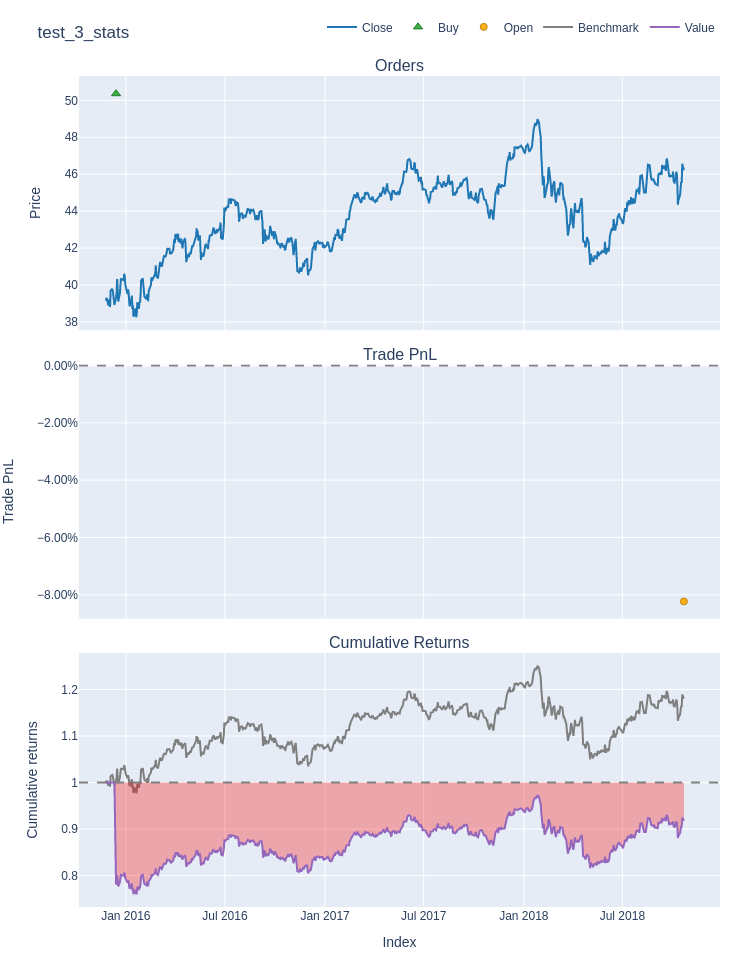 test_3_stats
Close
Buy
Open
Benchmark
Value
Orders
50
48
46
44
42
40
38
Price
Trade PnL
0.00%
−2.00%
−4.00%
−6.00%
−8.00%
Trade PnL
Cumulative Returns
1.2
1.1
1
0.9
0.8
Cumulative returns
Jan 2016
Jul 2016
Jan 2017
Jul 2017
Jan 2018
Jul 2018
Index